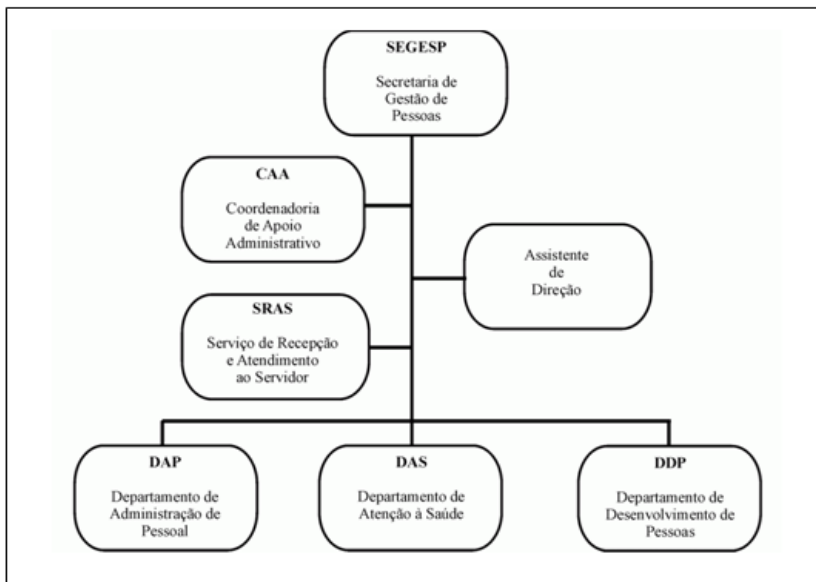 SEGESP
Secretaria de
Gestão de
Pessoas
CAA
Coordenadoria
de Apoio
Administrativo
Assistente
de
Direção
SRAS
Serviço de Recepção
e Atendimento
ao Servidor
DAP
Departamento de
Administração de
Pessoal
DAS
Departamento de
Atenção à Saúde
DDP
Departamento de
Desenvolvimento de
Pessoas